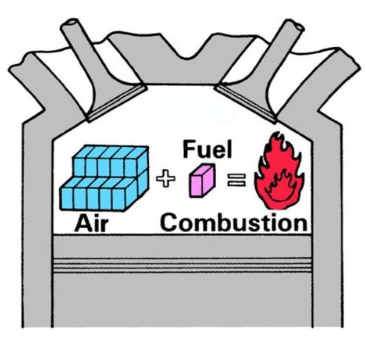 Fuel
+ =
Air Combustion